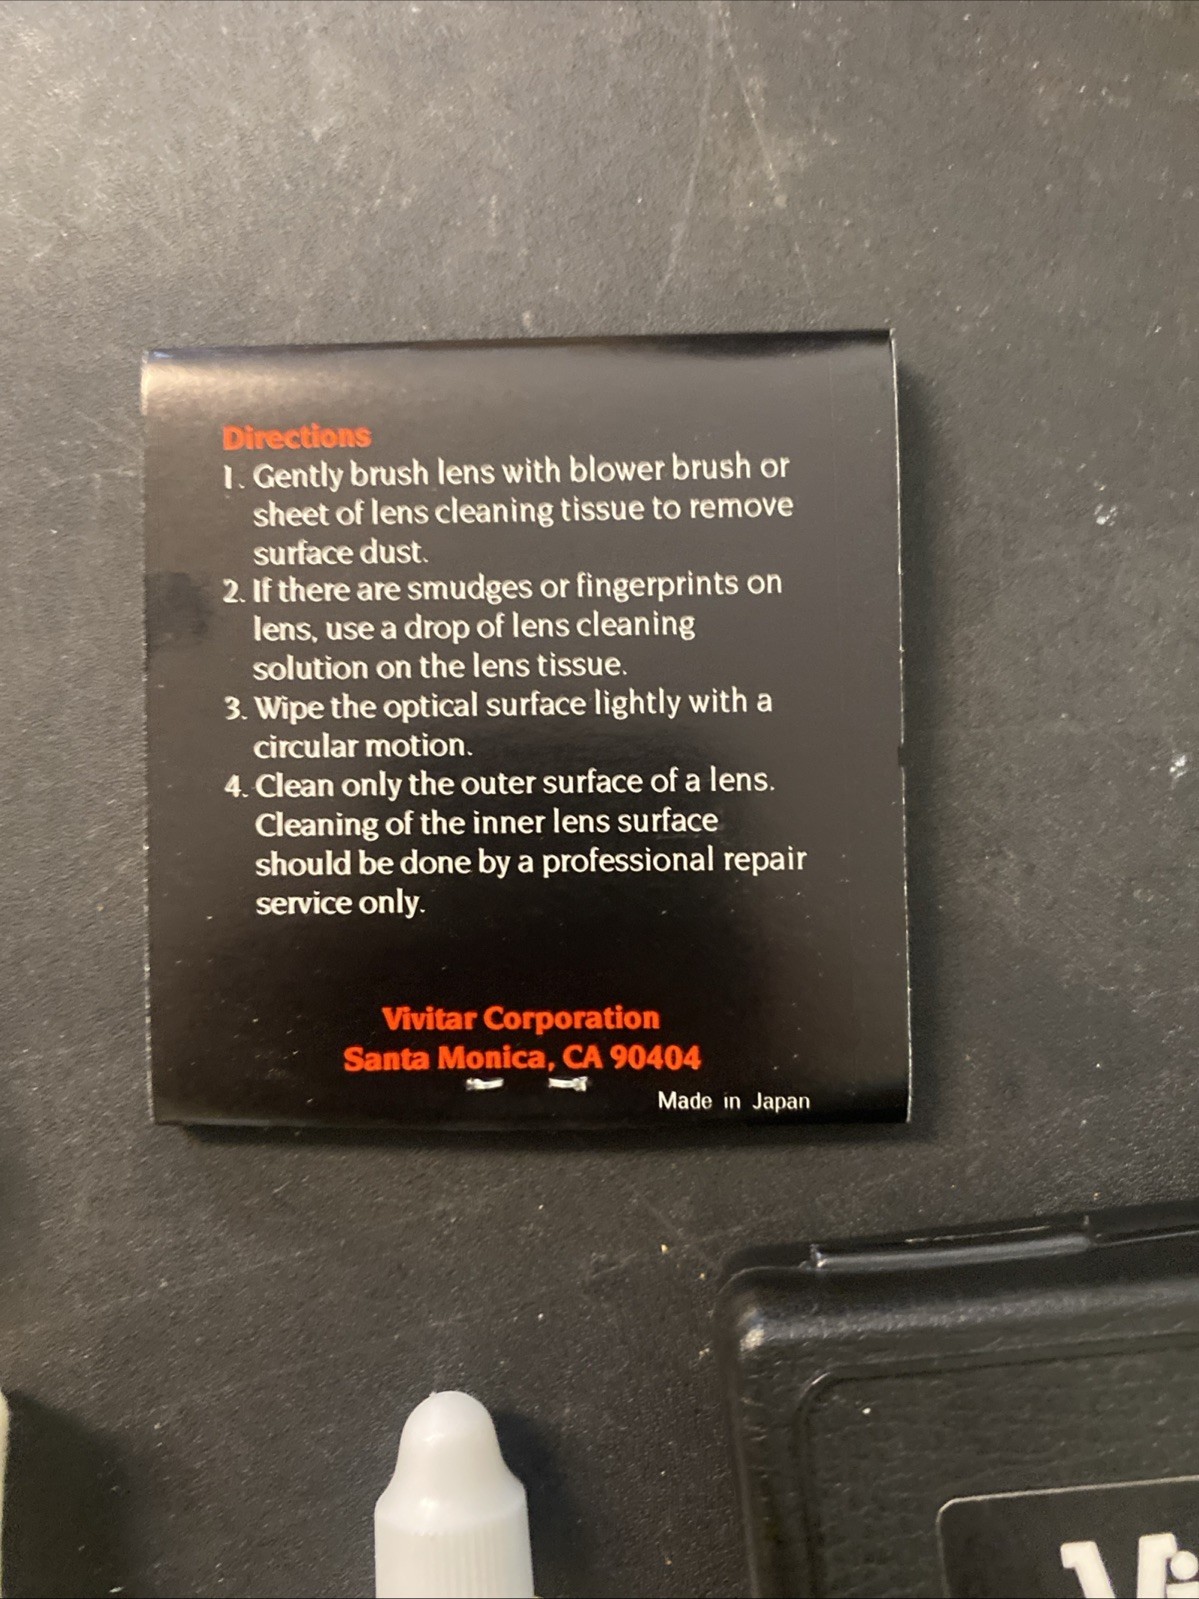 Directions
1. Gently brush lens with blower brush or
sheet of lens cleaning tissue to remove
surface dust.
2. If there are smudges or fingerprints on
lens, use a drop of lens cleaning
solution on the lens tissue.
3. Wipe the optical surface lightly with a
circular motion.
4. Clean only the outer surface of a lens.
Cleaning of the inner lens surface
should be done by a professional repair
service only.
Vivitar Corporation
Santa Monica, CA 90404
Made in Japan
Vi